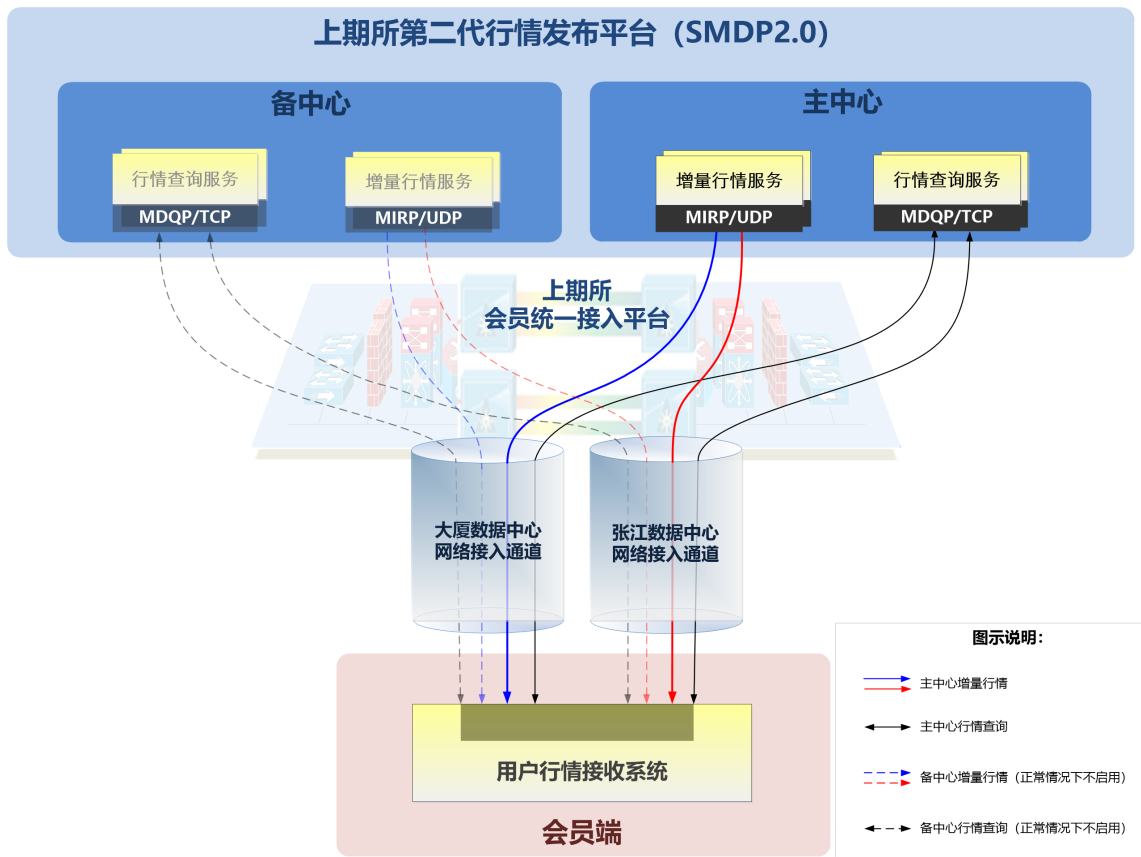 上期所第二代行情发布平台（SMDP2.0）
备中心
主中心
行情查询服务
MDQP/TCP
增量行情服务
MIRP/UDP
增量行情服务
MIRP/UDP
行情查询服务
MDQP/TCP
上期所
会员统一接入平台
大厦数据中心
网络接入通道
张江数据中心
网络接入通道
用户行情接收系统
会员端
图示说明：
主中心增量行情
主中心行情查询
备中心增量行情（正常情况下不启用）
备中心行情查询（正常情况下不启用）